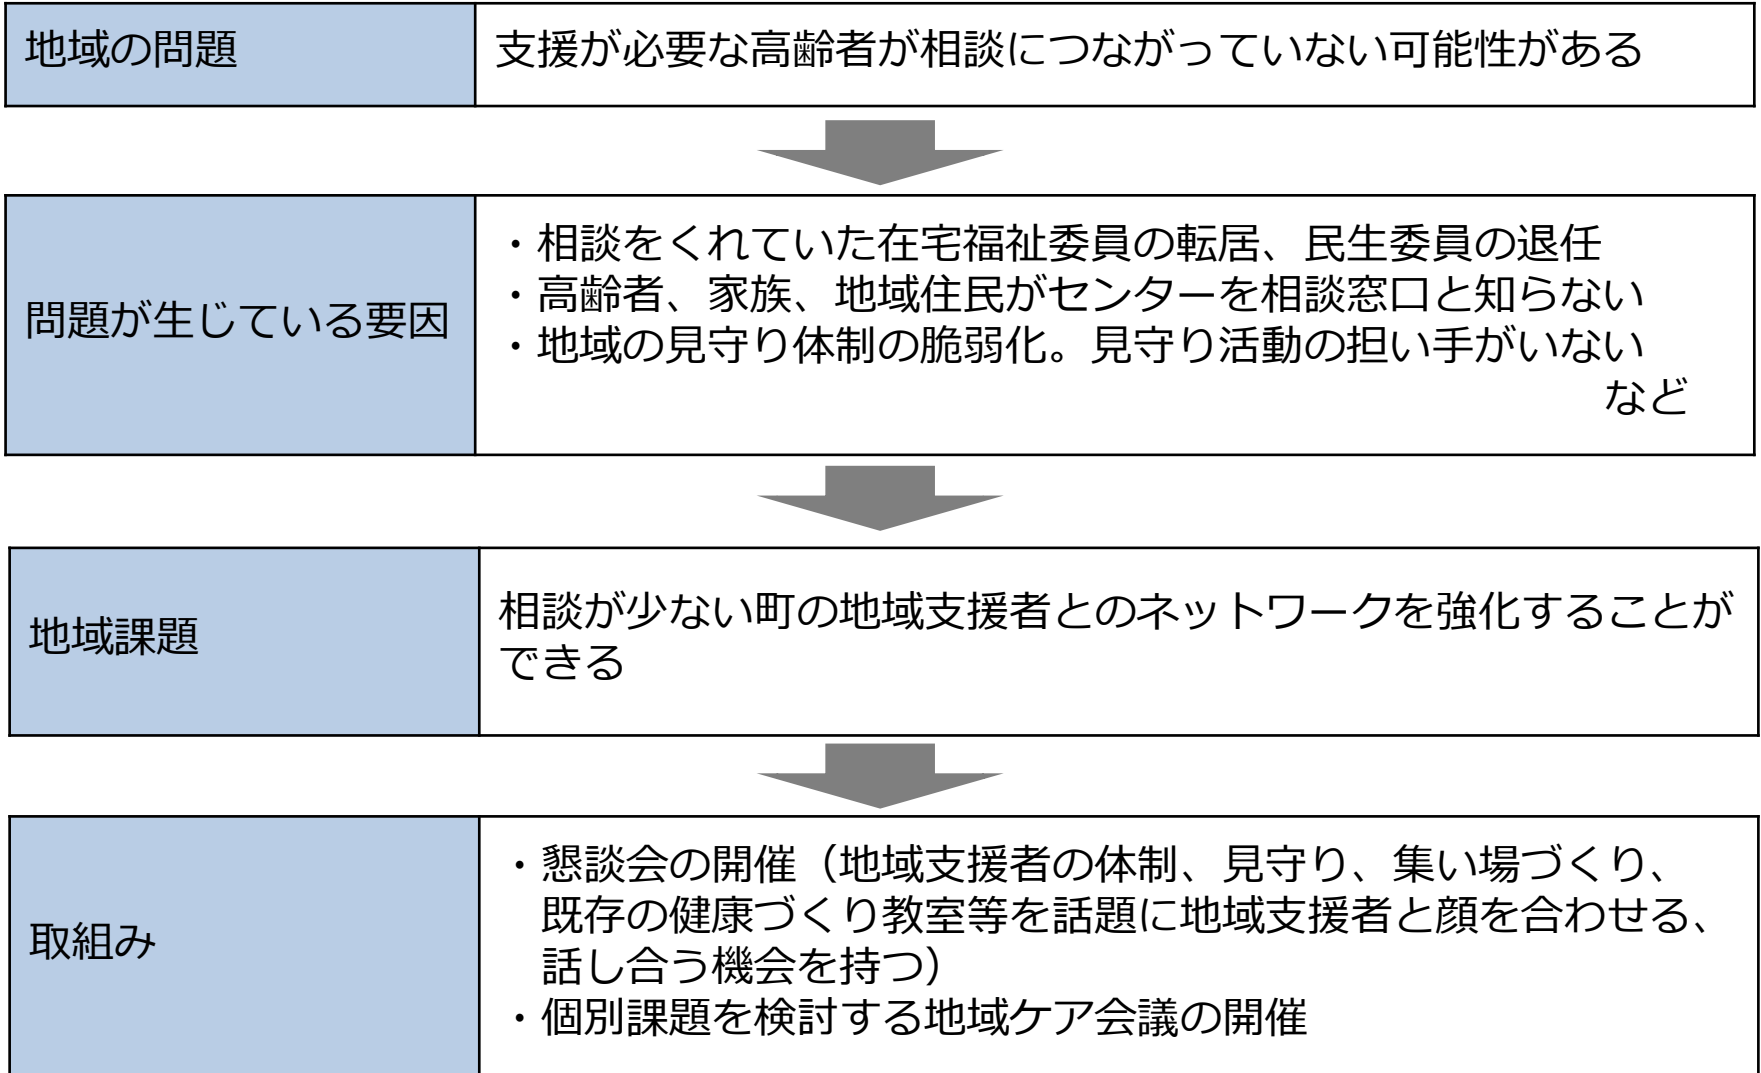 地域の問題
支援が必要な高齢者が相談につながっていない可能性がある
問題が生じている要因
・相談をくれていた在宅福祉委員の転居、民生委員の退任
・高齢者、家族、地域住民がセンターを相談窓口と知らない
・地域の見守り体制の脆弱化。見守り活動の担い手がいない
など
地域課題
相談が少ない町の地域支援者とのネットワークを強化することが
できる
取組み
・懇談会の開催（地域支援者の体制、見守り、集い場づくり、
既存の健康づくり教室等を話題に地域支援者と顔を合わせる、
話し合う機会を持つ）
・個別課題を検討する地域ケア会議の開催